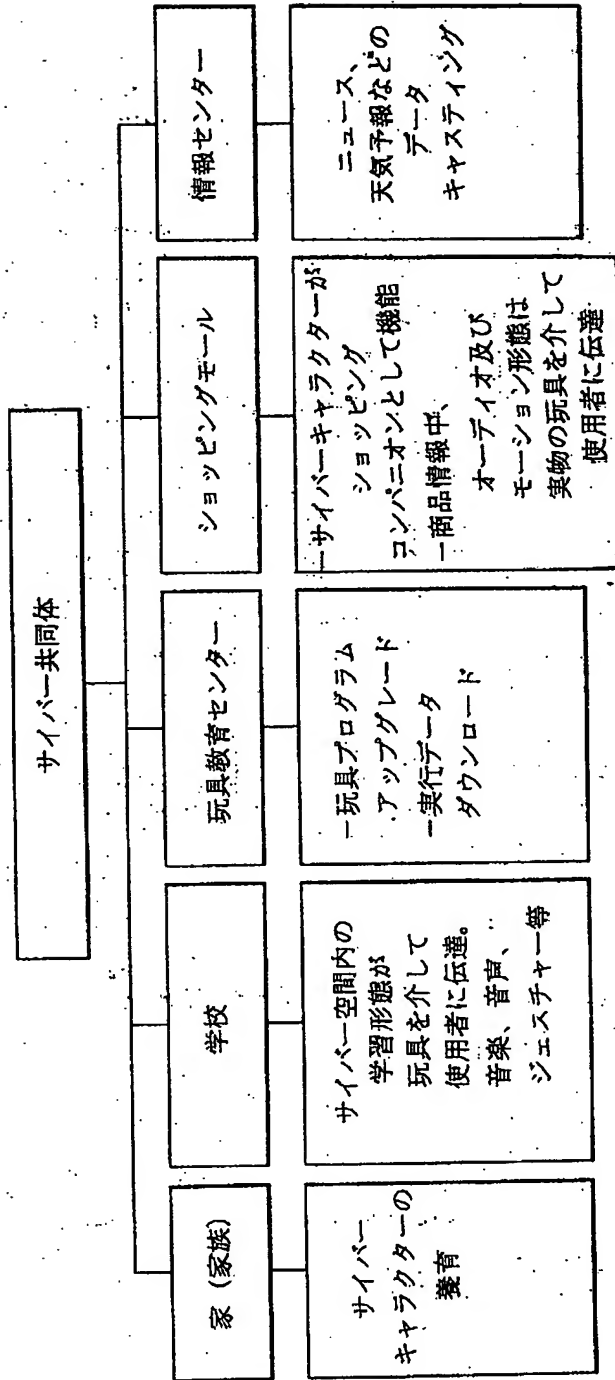 サイバー共同体
家（家族）
サイバー
キャラクターの
養育
学校
サイバー空間内の
学習形態が
玩具を介して
使用者に伝達。
音楽、音声、
ジェスチャー等
玩具教育センター
ー玩具プログラム
アップグレード
ー実行データ
ダウンロード
ショッピングモール
ーサイバーキャラクターが
ショッピング
コンパニオンとして機能
ー商品情報中、
オーディオ及び
モーション形態は
実物の玩具を介して
使用者に伝達
情報センター
ニュース、
天気予報などの
データ
キャスティング